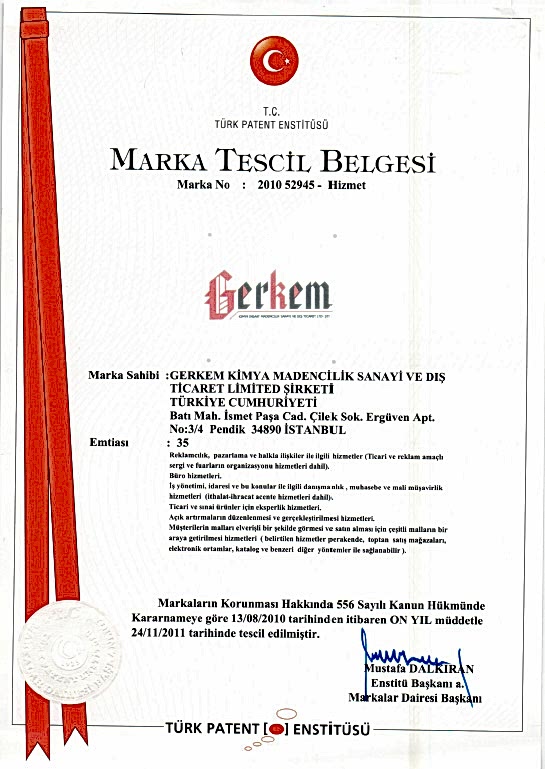 T.C.
TÜRK PATENT ENSTİTÜSÜ
MARKA TESCİL BELGESİ
Marka No : 2010 52945 - Hizmet
Gerkem
Marka Sahibi :GERKEM KİMYA MADENCİLİK SANAYİ VE DIŞ
TİCARET LİMİTED ŞİRKETİ
TÜRKİYE CUMHURİYETİ
Batı Mah. İsmet Paşa Cad. Çilek Sok. Ergüven Apt.
No:3/4 Pendik 34890 İSTANBUL
Emtiası : 35
Reklamcılık, pazarlama ve halkla ilişkiler ile ilgili hizmetler (Ticari ve reklam amaçlı
sergi ve fuarların organizasyonu hizmetleri dahil).
Büro hizmetleri.
İş yönetimi, idaresi ve bu konular ile ilgili danışmanlık , muhasebe ve mali müşavirlik
hizmetleri (ithalat-ihracat acente hizmetleri dahil).
Ticari ve sınai ürünler için eksperlik hizmetleri.
Açık artırmaların düzenlenmesi ve gerçekleştirilmesi hizmetleri.
Müşterilerin malları elverişli bir şekilde görmesi ve satın alması için çeşitli malların bir
araya getirilmesi hizmetleri ( belirtilen hizmetler perakende, toptan satış mağazaları,
elektronik ortamlar, katalog ve benzeri diğer yöntemler ile sağlanabilir ).
Markaların Korunması Hakkında 556 Sayılı Kanun Hükmünde
Kararnameye göre 13/08/2010 tarihinden itibaren ON YIL müddetle
24/11/2011 tarihinde tescil edilmiştir.
Mustafa DALKIRAN
Enstitü Başkanı a.
Markalar Dairesi Başkanı
TÜRK PATENT ENSTİTÜSÜ